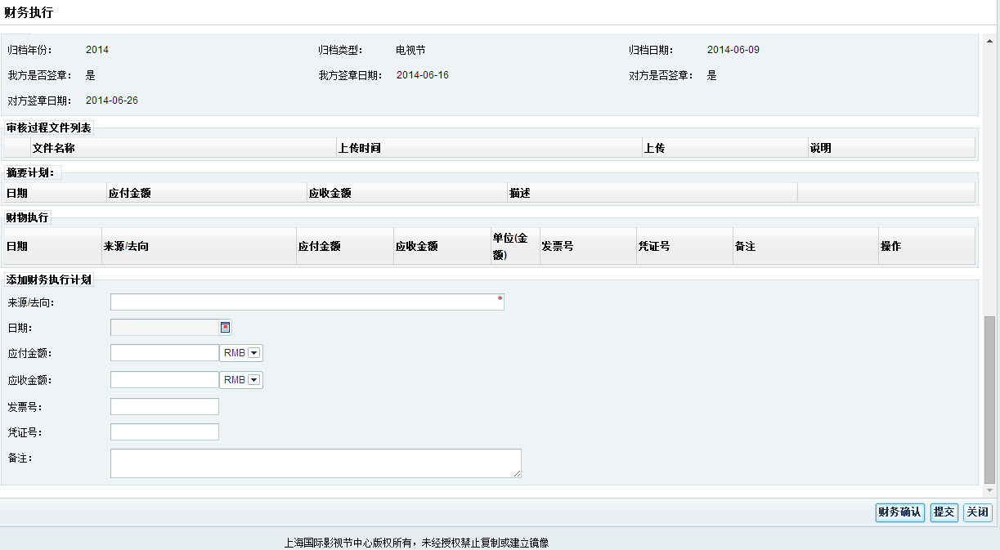 财务执行
归档年份： 2014 归档类型： 电视节 归档日期： 2014-06-09
我方是否签章： 是 我方签章日期： 2014-06-16 对方是否签章： 是
对方签章日期： 2014-06-26
审核过程文件列表
文件名称 上传时间 上传 说明
摘要计划：
日期 应付金额 应收金额 描述
财物执行
日期 来源/去向 应付金额 应收金额 单位(金额) 发票号 凭证号 备注 操作
添加财务执行计划
来源/去向： *
日期：
应付金额： RMB
应收金额： RMB
发票号：
凭证号：
备注：
财务确认 提交 关闭
上海国际影视节中心版权所有，未经授权禁止复制或建立镜像